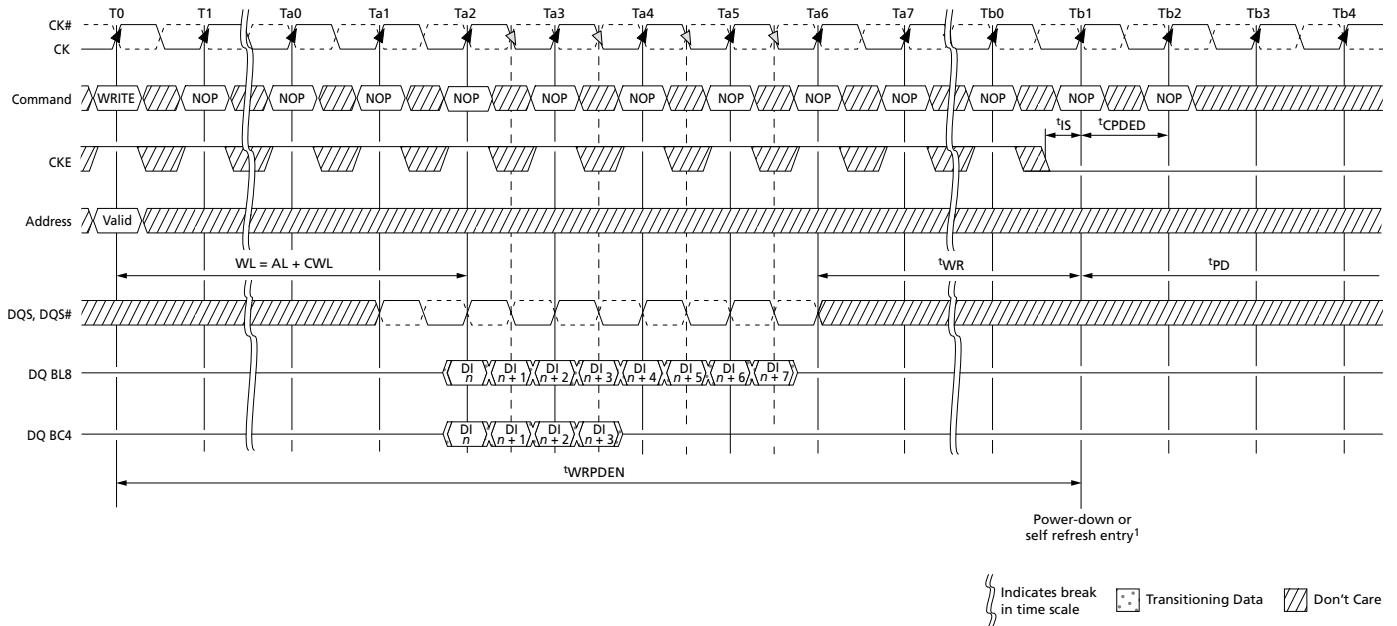 T0 T1 Ta0 Ta1 Ta2 Ta3 Ta4 Ta5 Ta6 Ta7 Tb0 Tb1 Tb2 Tb3 Tb4
CK#
CK
Command WRITE NOP NOP NOP NOP NOP NOP NOP NOP NOP NOP NOP NOP
tIS tCPDED
CKE
Address Valid
WL = AL + CWL tWR tPD
DQS, DQS#
DQ BL8 DI n DI n + 1 DI n + 2 DI n + 3 DI n + 4 DI n + 5 DI n + 6 DI n + 7
DQ BC4 DI n DI n + 1 DI n + 2 DI n + 3
tWRPDEN
Power-down or
self refresh entry1
Indicates break
in time scale
Transitioning Data
Don't Care